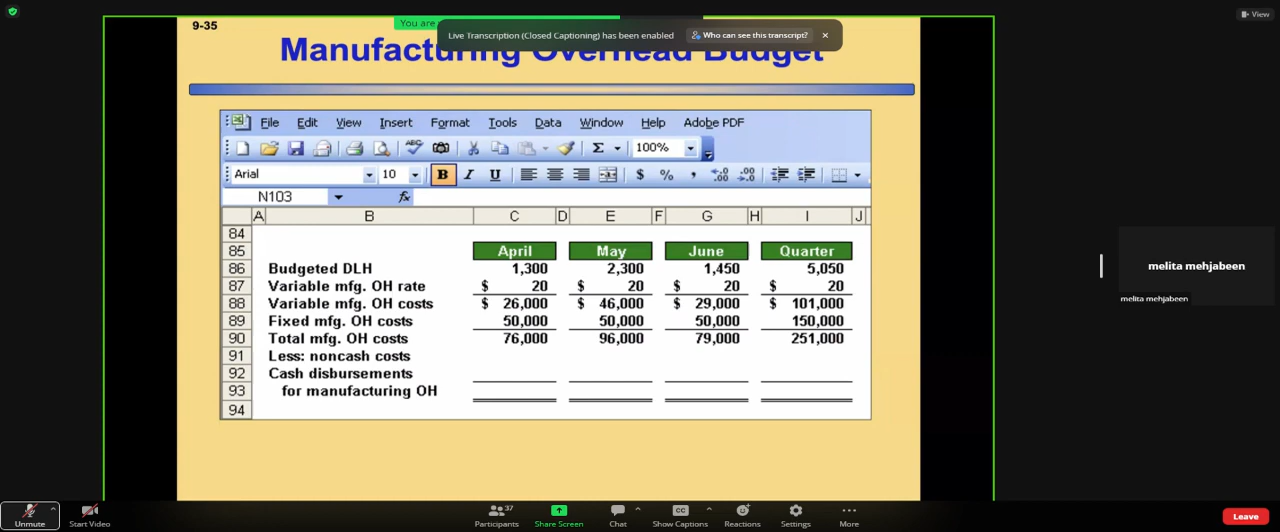 View
9-35
You are
Live Transcription (Closed Captioning) has been enabled Who can see this transcript? ×
Manufacturing Overhead Budget
File Edit View Insert Format Tools Data Window Help Adobe PDF
ABC Σ 100%
Arial 10 B I U $ % , .00 .00
N103 fx
A B C D E F G H I J
84
85 April May June Quarter
86 Budgeted DLH 1,300 2,300 1,450 5,050
87 Variable mfg. OH rate $ 20 $ 20 $ 20 $ 20
88 Variable mfg. OH costs $ 26,000 $ 46,000 $ 29,000 $ 101,000
89 Fixed mfg. OH costs 50,000 50,000 50,000 150,000
90 Total mfg. OH costs 76,000 96,000 79,000 251,000
91 Less: noncash costs
92 Cash disbursements
93 for manufacturing OH
94
melita mehjabeen
melita mehjabeen
Unmute Start Video Participants 37 Share Screen Chat CC Show Captions Reactions Settings More Leave